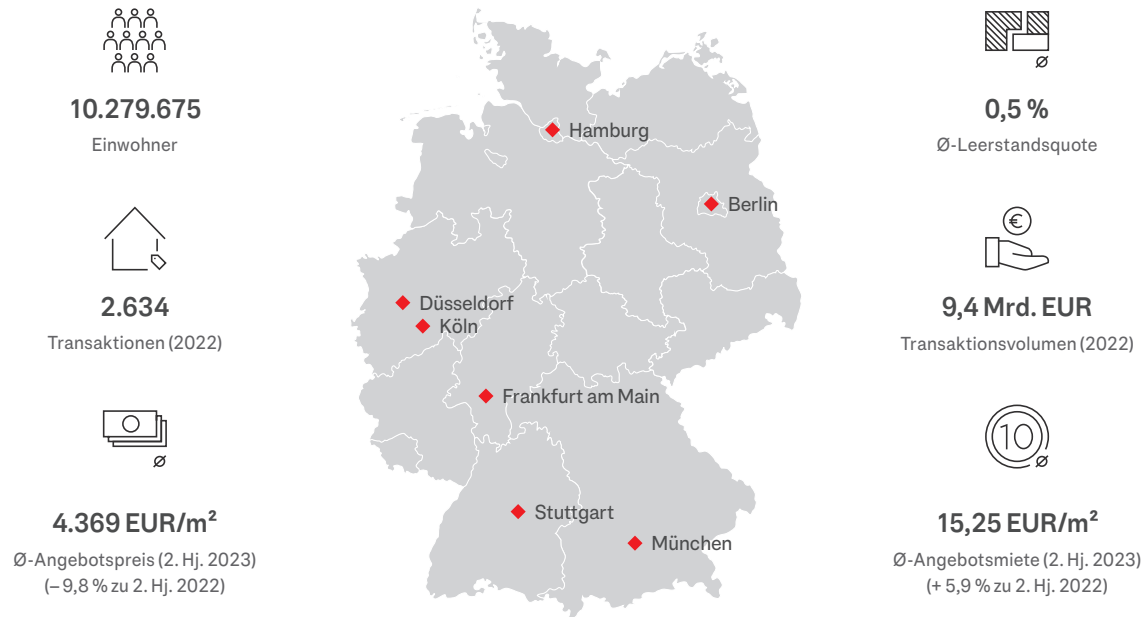 10.279.675
Einwohner
2.634
Transaktionen (2022)
Ø
4.369 EUR/m²
Ø-Angebotspreis (2. Hj. 2023)
(– 9,8 % zu 2. Hj. 2022)
Hamburg
Berlin
Düsseldorf
Köln
Frankfurt am Main
Stuttgart
München
Ø
0,5 %
Ø-Leerstandsquote
€
9,4 Mrd. EUR
Transaktionsvolumen (2022)
10
Ø
15,25 EUR/m²
Ø-Angebotsmiete (2. Hj. 2023)
(+ 5,9 % zu 2. Hj. 2022)